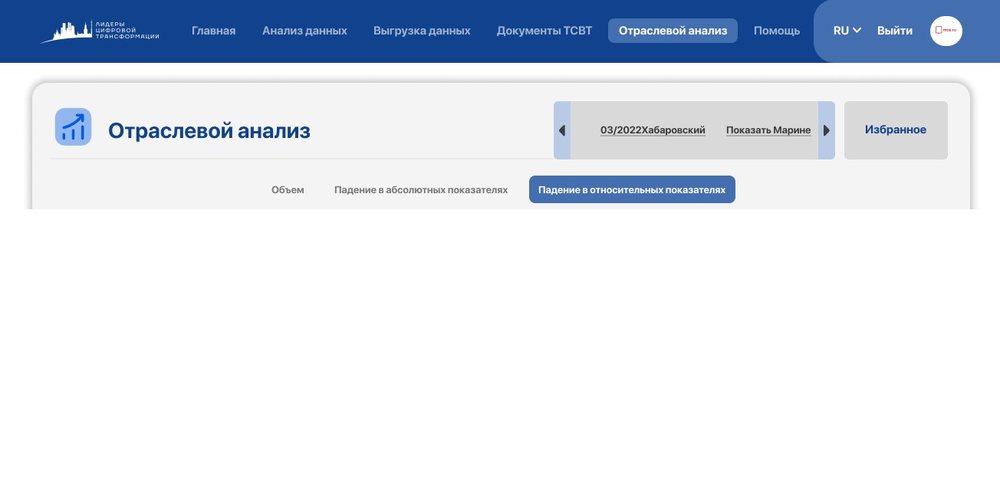 ЛИДЕРЫ
ЦИФРОВОЙ
ТРАНСФОРМАЦИИ
Главная
Анализ данных
Выгрузка данных
Документы ТСВТ
Отраслевой анализ
Помощь
RU
Выйти
mos.ru
Отраслевой анализ
03/2022Хабаровский
Показать Марине
Избранное
Объем
Падение в абсолютных показателях
Падение в относительных показателях